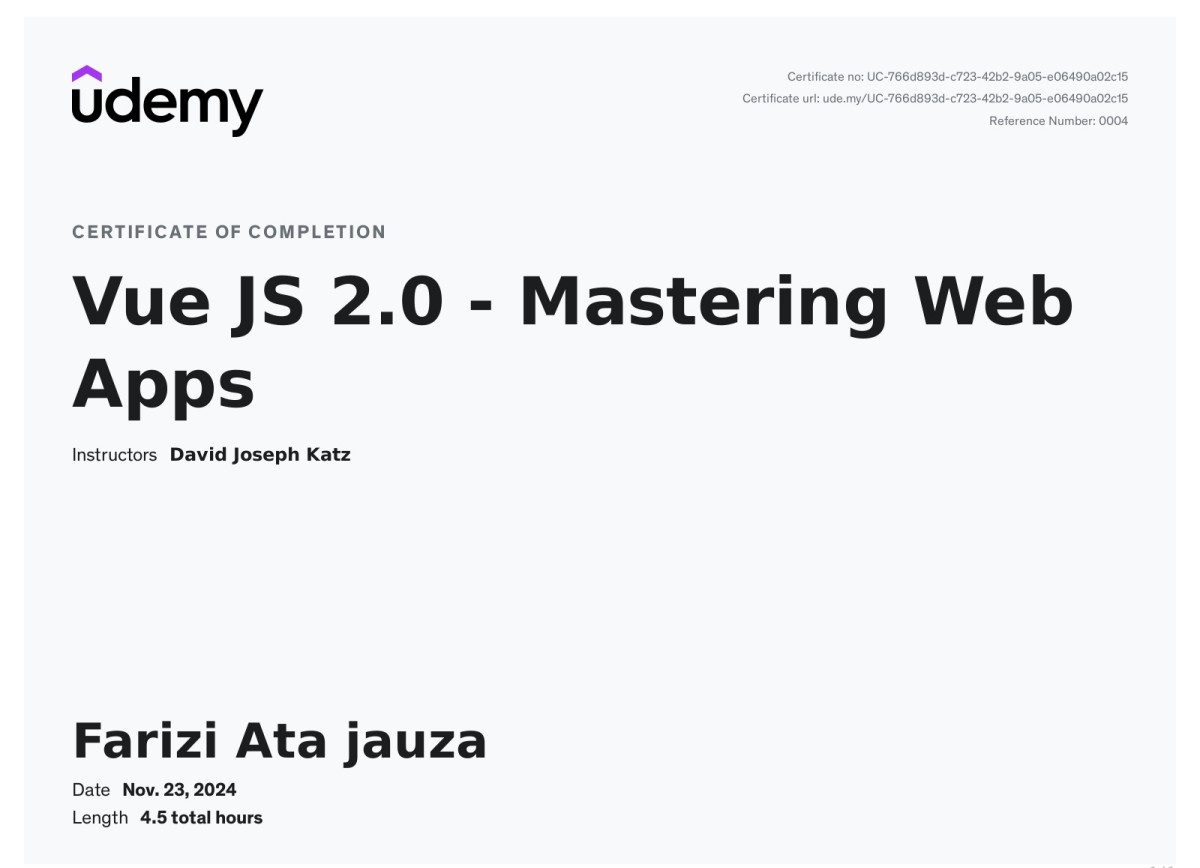 udemy
Certificate no: UC-766d893d-c723-42b2-9a05-e06490a02c15
Certificate url: ude.my/UC-766d893d-c723-42b2-9a05-e06490a02c15
Reference Number: 0004
CERTIFICATE OF COMPLETION
Vue JS 2.0 - Mastering Web
Apps
Instructors David Joseph Katz
Farizi Ata jauza
Date Nov. 23, 2024
Length 4.5 total hours